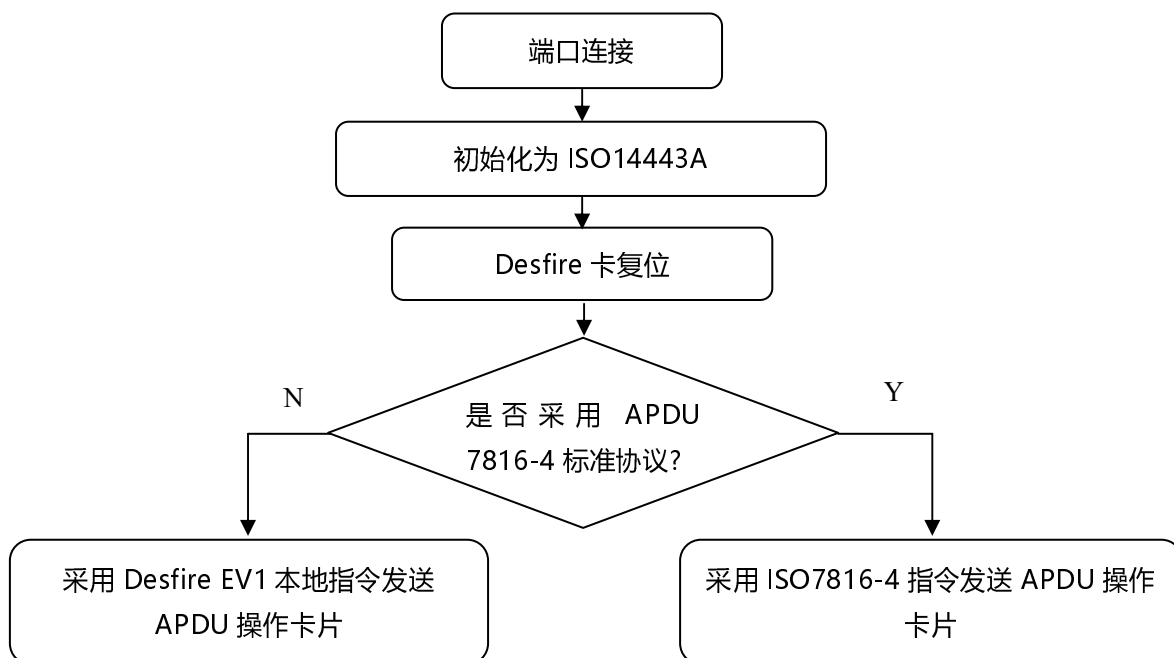 端口连接
初始化为 ISO14443A
Desfire 卡复位
N
Y
是 否 采 用 APDU
7816-4 标准协议?
采用 Desfire EV1 本地指令发送
APDU 操作卡片
采用 ISO7816-4 指令发送 APDU 操作
卡片